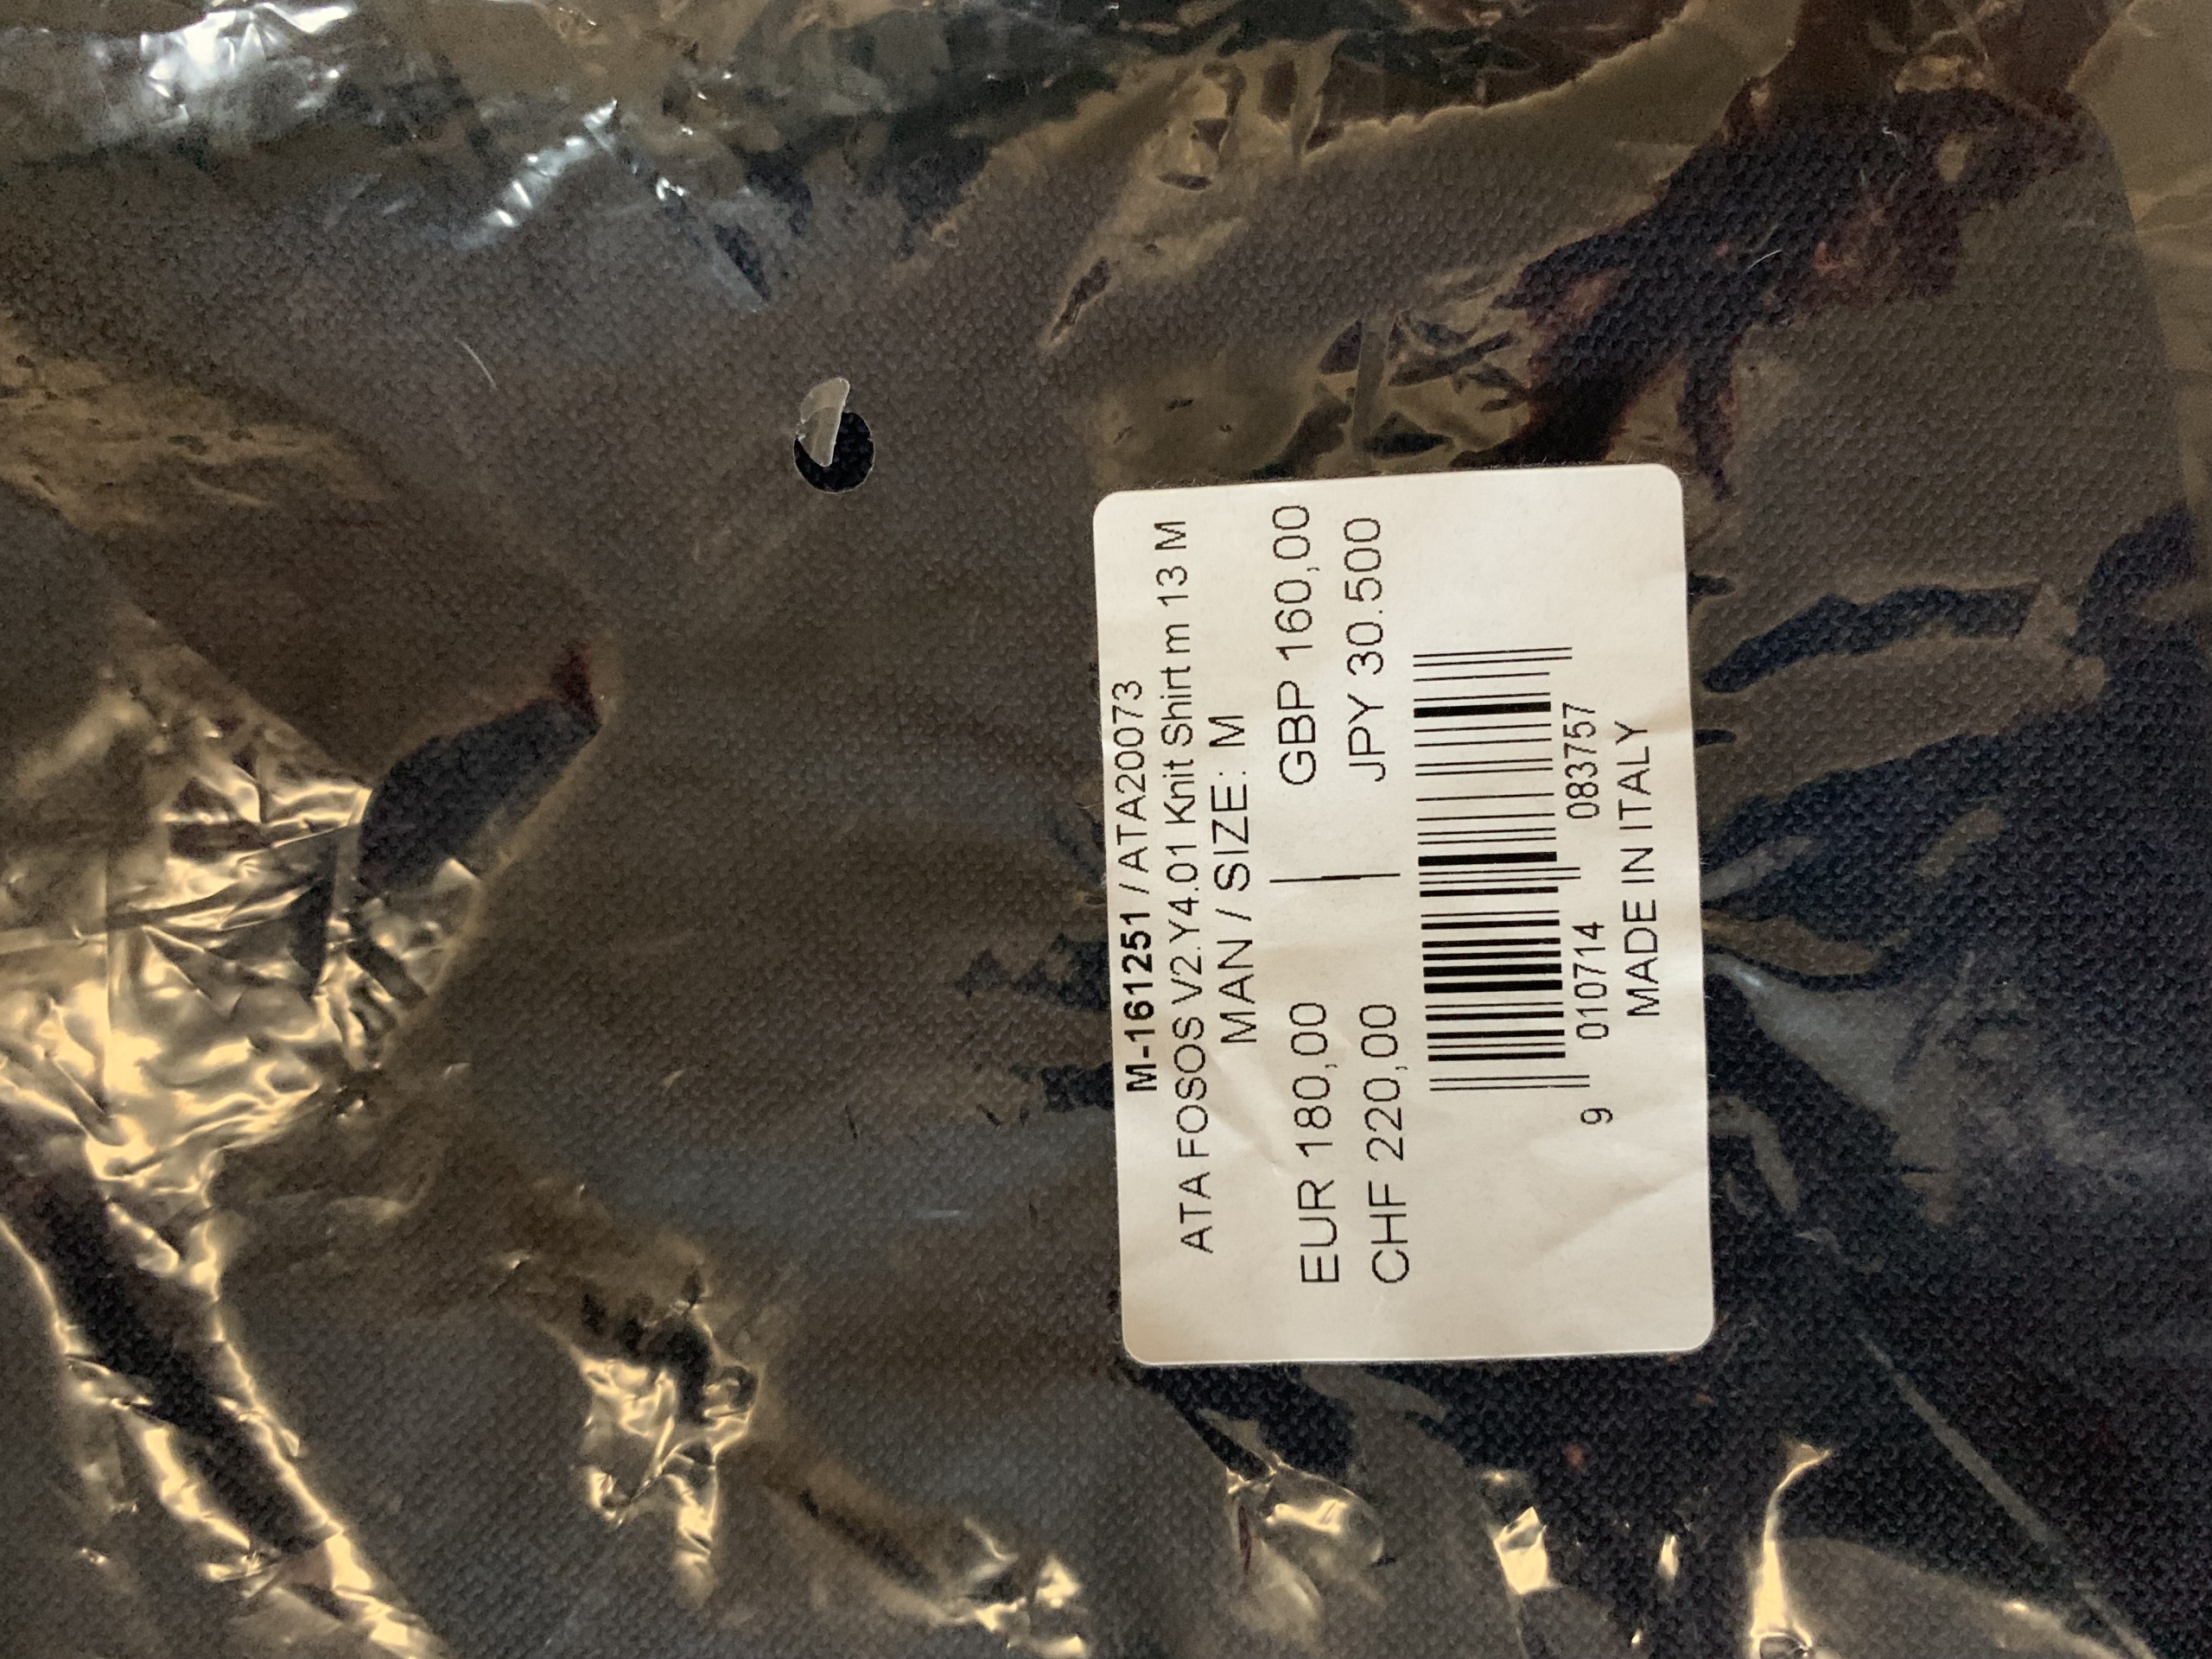 M-161251 / ATA20073
ATA FOSOS V2.Y4.01 Knit Shirt m 13 M
MAN / SIZE: M
EUR 180,00 | GBP 160,00
CHF 220,00 | JPY 30.500
9 010714 083757
MADE IN ITALY